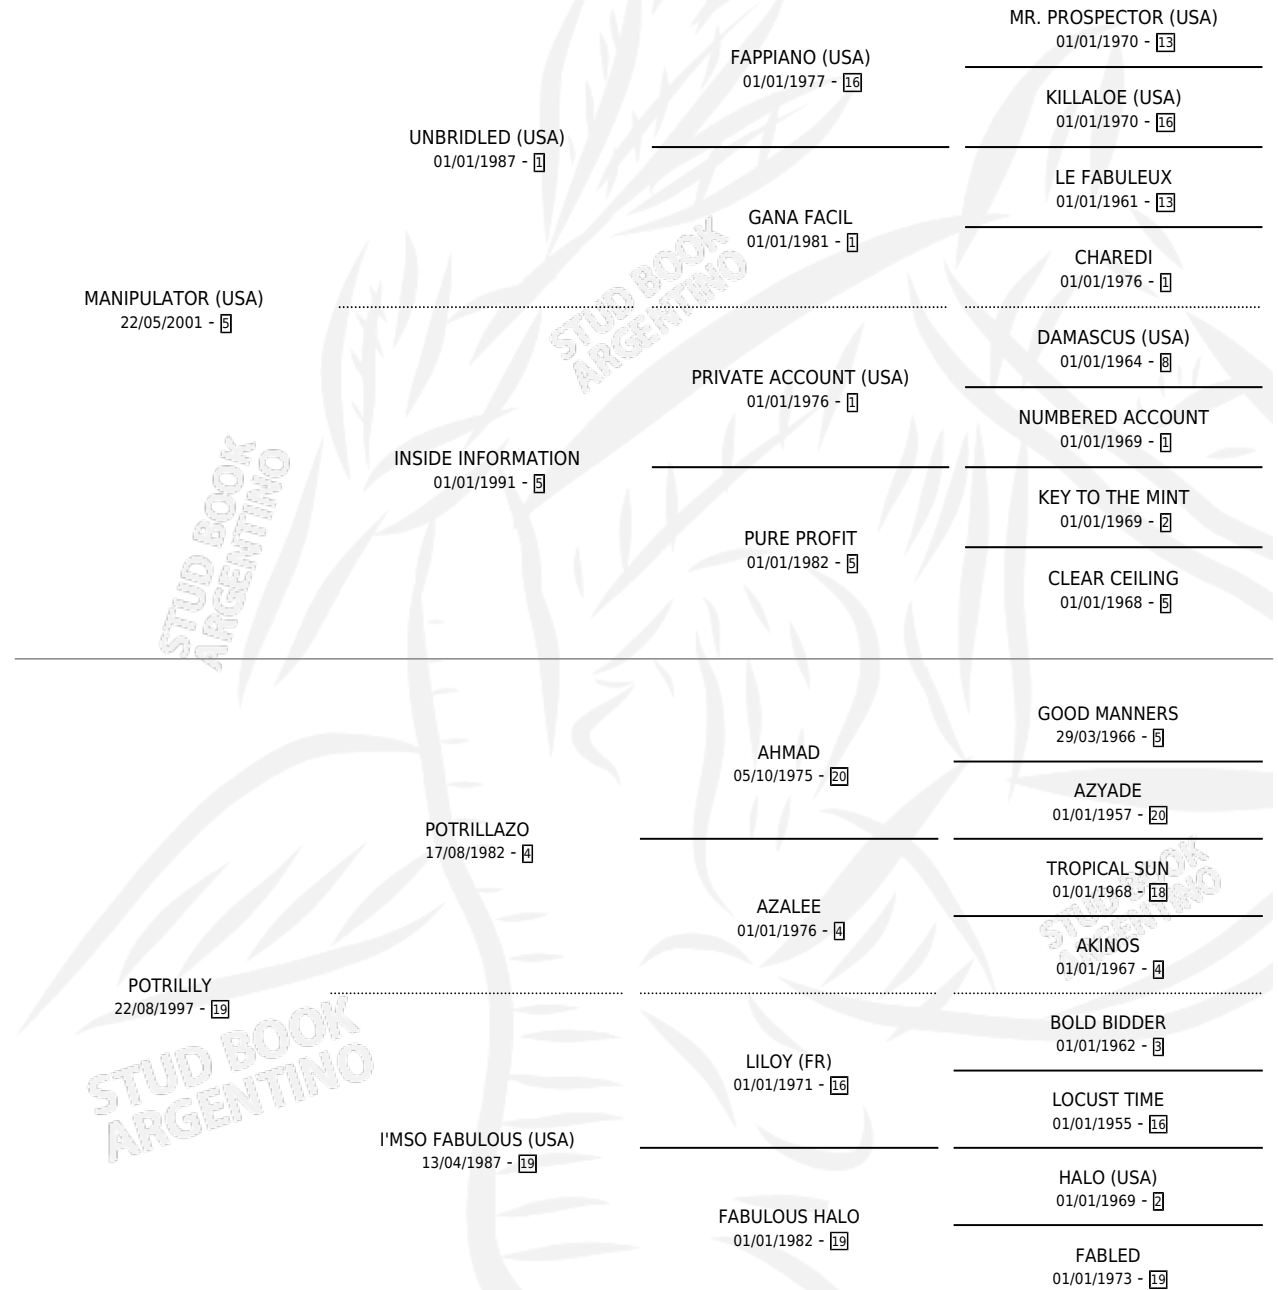 MR. PROSPECTOR (USA)
01/01/1970 - 13
FAPPIANO (USA)
01/01/1977 - 16
KILLALOE (USA)
01/01/1970 - 16
UNBRIDLED (USA)
01/01/1987 - 1
LE FABULEUX
01/01/1961 - 13
GANA FACIL
01/01/1981 - 1
CHAREDI
01/01/1976 - 1
MANIPULATOR (USA)
22/05/2001 - 5
DAMASCUS (USA)
01/01/1964 - 8
PRIVATE ACCOUNT (USA)
01/01/1976 - 1
NUMBERED ACCOUNT
01/01/1969 - 1
INSIDE INFORMATION
01/01/1991 - 5
KEY TO THE MINT
01/01/1969 - 2
PURE PROFIT
01/01/1982 - 5
CLEAR CEILING
01/01/1968 - 5
GOOD MANNERS
29/03/1966 - 5
AHMAD
05/10/1975 - 20
AZYADE
01/01/1957 - 20
POTRILLAZO
17/08/1982 - 4
TROPICAL SUN
01/01/1968 - 18
AZALEE
01/01/1976 - 4
AKINOS
01/01/1967 - 4
POTRILILY
22/08/1997 - 19
BOLD BIDDER
01/01/1962 - 3
LILOY (FR)
01/01/1971 - 16
LOCUST TIME
01/01/1955 - 16
I'MSO FABULOUS (USA)
13/04/1987 - 19
HALO (USA)
01/01/1969 - 2
FABULOUS HALO
01/01/1982 - 19
FABLED
01/01/1973 - 19
STUD BOOK
ARGENTINO
STUD BOOK
ARGENTINO
STUD BOOK
ARGENTINO
STUD BOOK
ARGENTINO